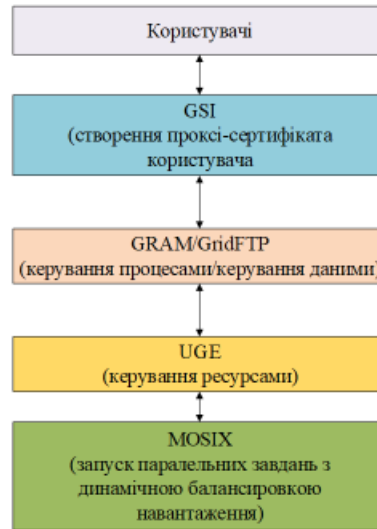 Користувачі
GSI
(створення проксі-сертифіката
користувача
GRAM/GridFTP
(керування процесами/керування даними)
UGE
(керування ресурсами)
MOSIX
(запуск паралельних завдань з
динамічною балансировкою
навантаження)